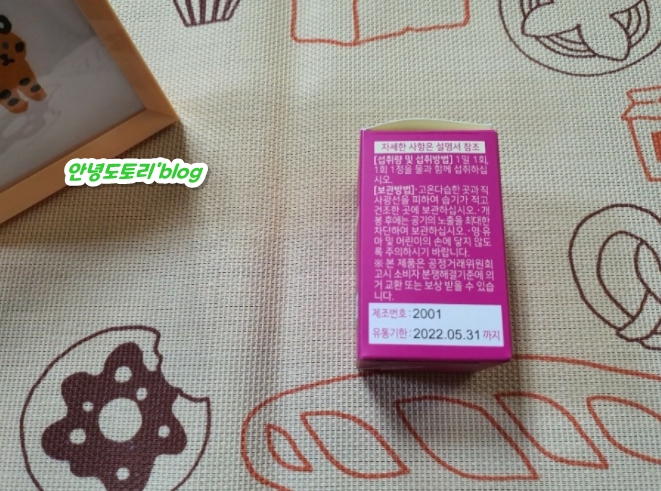 안녕도토리'blog
자세한 사항은 설명서 참조
[섭취량 및 섭취방법] 1일 1회,
1회 1정을 물과 함께 섭취하십
시오.
[보관방법]·고온다습한 곳과 직
사광선을 피하여 습기가 적고
건조한 곳에 보관하십시오.·개
봉 후에는 공기의 노출을 최대한
차단하여 보관하십시오.·영·유
아 및 어린이의 손에 닿지 않도
록 주의하시기 바랍니다.
※ 본 제품은 공정거래위원회
고시 소비자 분쟁해결기준에 의
거 교환 또는 보상 받을 수 있습
니다.
제조번호: 2001
유통기한: 2022.05.31 까지